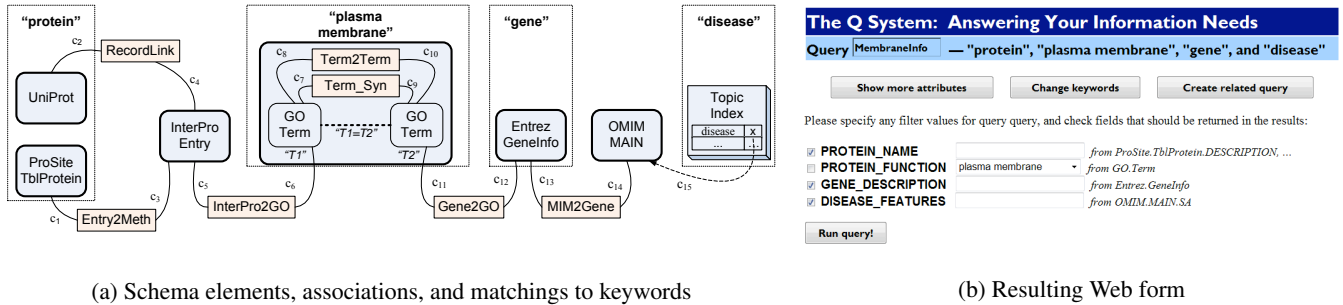 “protein”
“plasma
membrane”
“gene”
“disease”
c2
RecordLink
c4
UniProt
ProSite
TblProtein
c1
Entry2Meth
c3
InterPro
Entry
c5
InterPro2GO
c6
c8
Term2Term
c10
c7
Term_Syn
c9
GO
Term
“T1=T2”
GO
Term
“T1”
“T2”
c11
Gene2GO
c12
Entrez
GeneInfo
c13
MIM2Gene
c14
OMIM
MAIN
c15
Topic
Index
disease x
... ...
(a) Schema elements, associations, and matchings to keywords
The Q System: Answering Your Information Needs
Query MembraneInfo — "protein", "plasma membrane", "gene", and "disease"
Show more attributes Change keywords Create related query
Please specify any filter values for query query, and check fields that should be returned in the results:
PROTEIN_NAME from ProSite.TblProtein.DESCRIPTION, ...
PROTEIN_FUNCTION plasma membrane from GO.Term
GENE_DESCRIPTION from Entrez.GeneInfo
DISEASE_FEATURES from OMIM.MAIN.SA
Run query!
(b) Resulting Web form